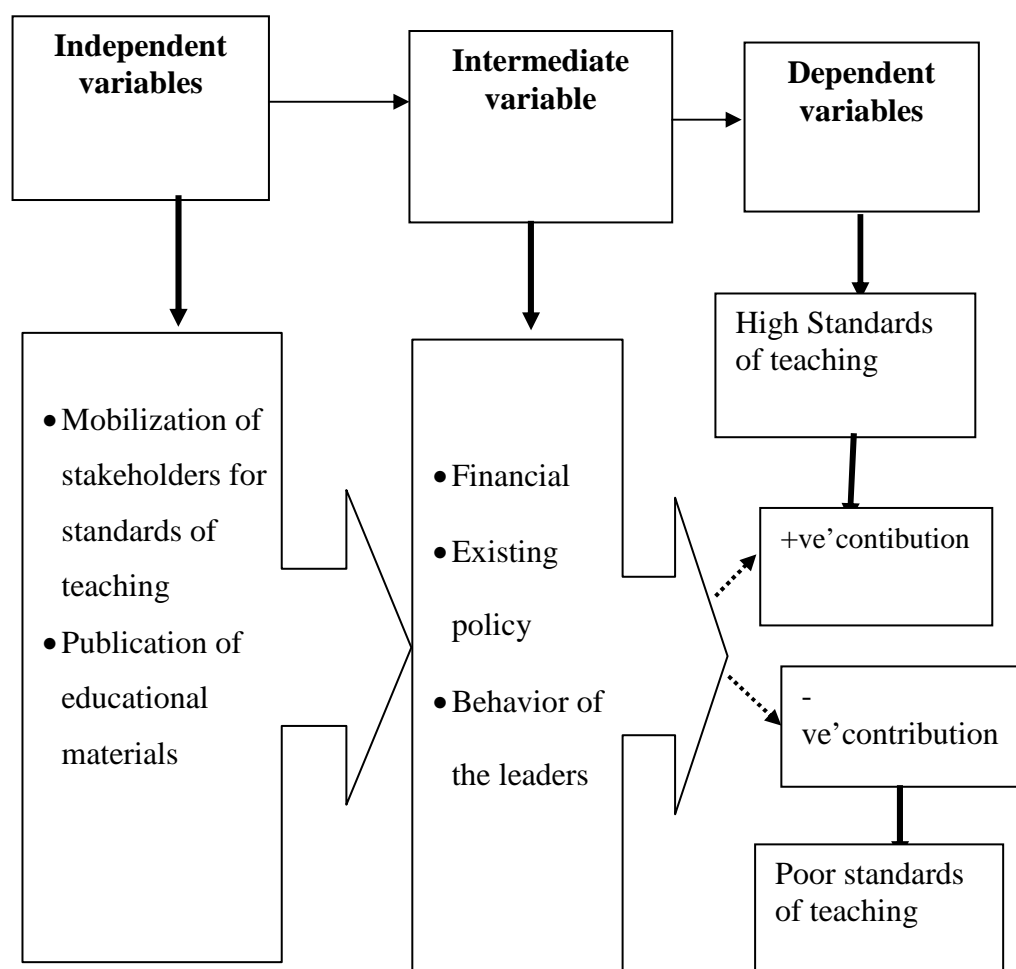 Independent
variables
Intermediate
variable
Dependent
variables
• Mobilization of
stakeholders for
standards of
teaching
• Publication of
educational
materials
• Financial
• Existing
policy
• Behavior of
the leaders
High Standards
of teaching
+ve’contibution
-
ve’contribution
Poor standards
of teaching